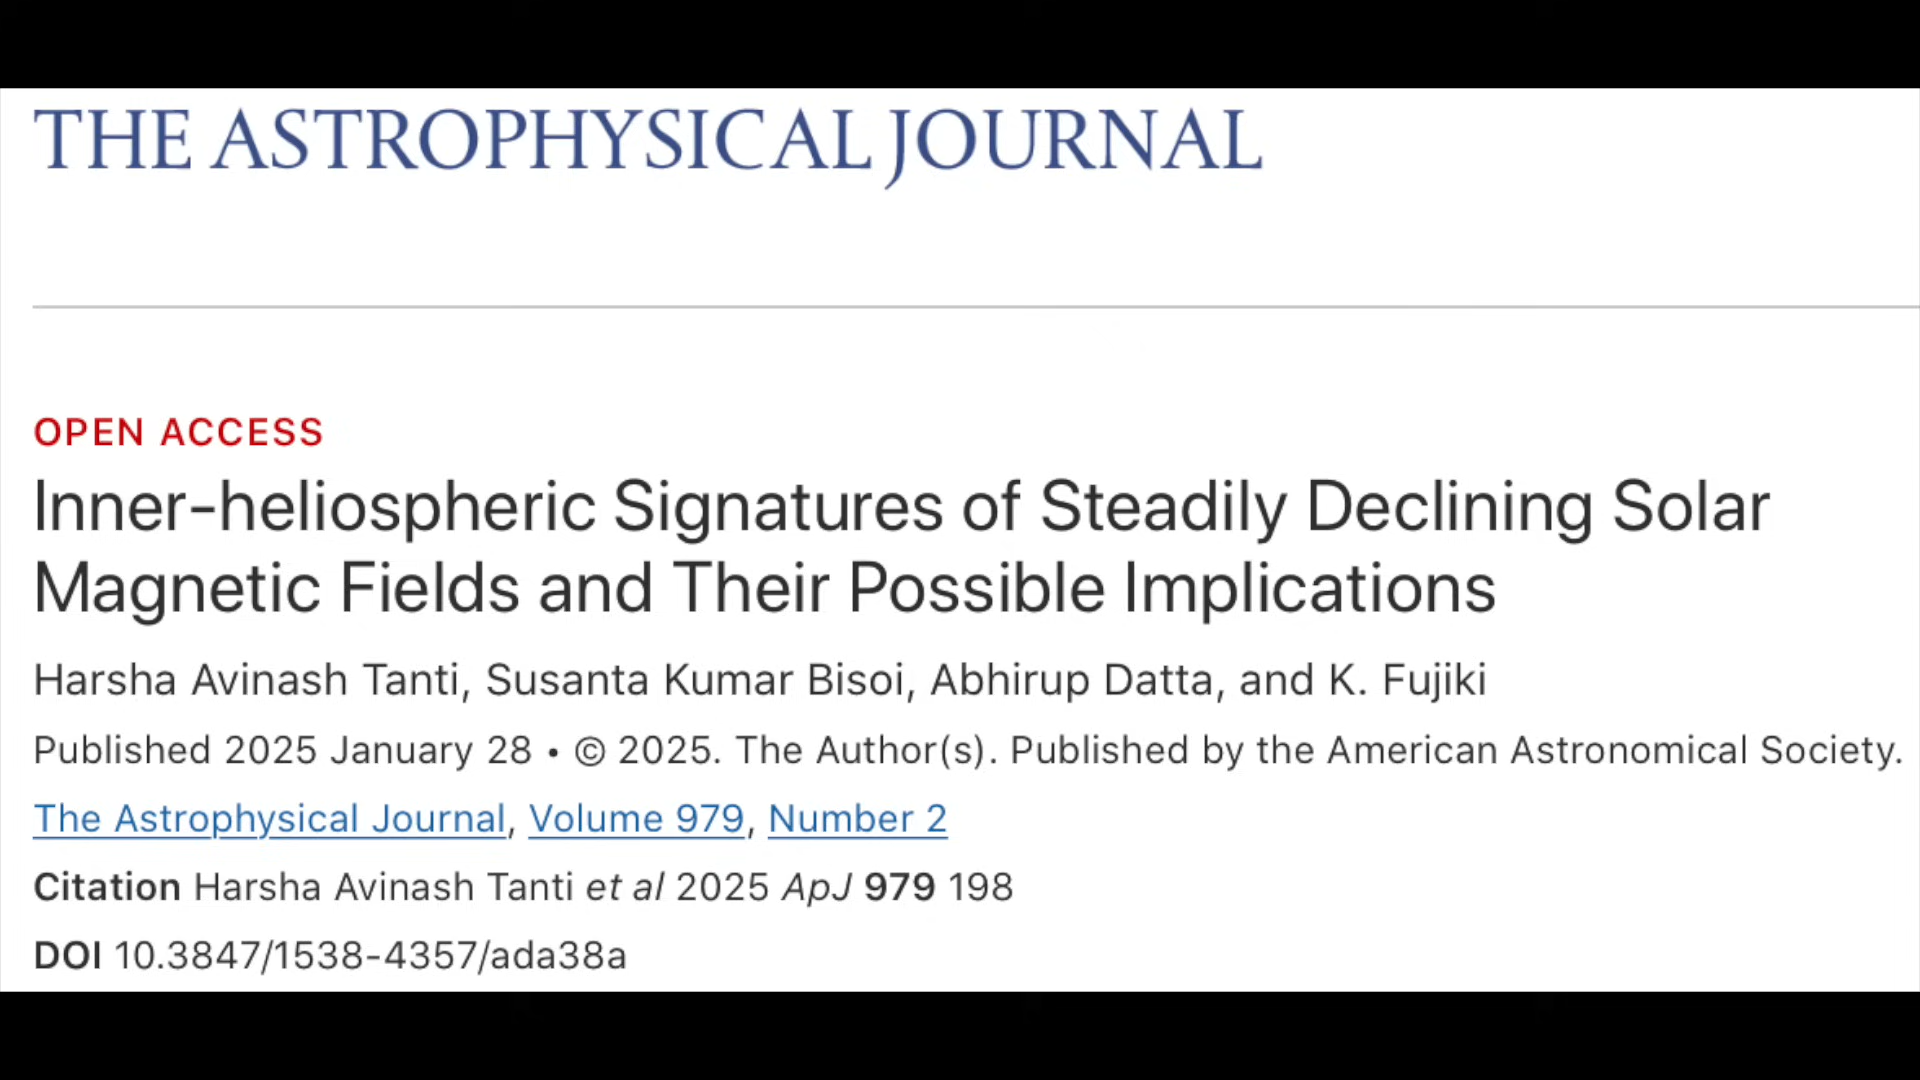 THE ASTROPHYSICAL JOURNAL
OPEN ACCESS
Inner-heliospheric Signatures of Steadily Declining Solar
Magnetic Fields and Their Possible Implications
Harsha Avinash Tanti, Susanta Kumar Bisoi, Abhirup Datta, and K. Fujiki
Published 2025 January 28 • © 2025. The Author(s). Published by the American Astronomical Society.
The Astrophysical Journal, Volume 979, Number 2
Citation Harsha Avinash Tanti et al 2025 ApJ 979 198
DOI 10.3847/1538-4357/ada38a